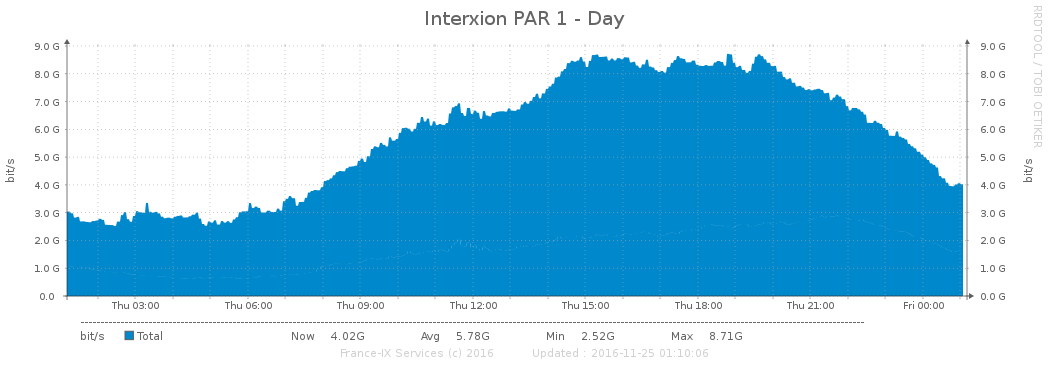 Interxion PAR 1 - Day
RRDTOOL / TOBI OETIKER
9.0 G 9.0 G
8.0 G 8.0 G
7.0 G 7.0 G
6.0 G 6.0 G
5.0 G 5.0 G
4.0 G 4.0 G
3.0 G 3.0 G
2.0 G 2.0 G
1.0 G 1.0 G
0.0 0.0 G
bit/s bit/s
Thu 03:00 Thu 06:00 Thu 09:00 Thu 12:00 Thu 15:00 Thu 18:00 Thu 21:00 Fri 00:00
bit/s Total Now 4.02G Avg 5.78G Min 2.52G Max 8.71G
France-IX Services (c) 2016 Updated : 2016-11-25 01:10:06